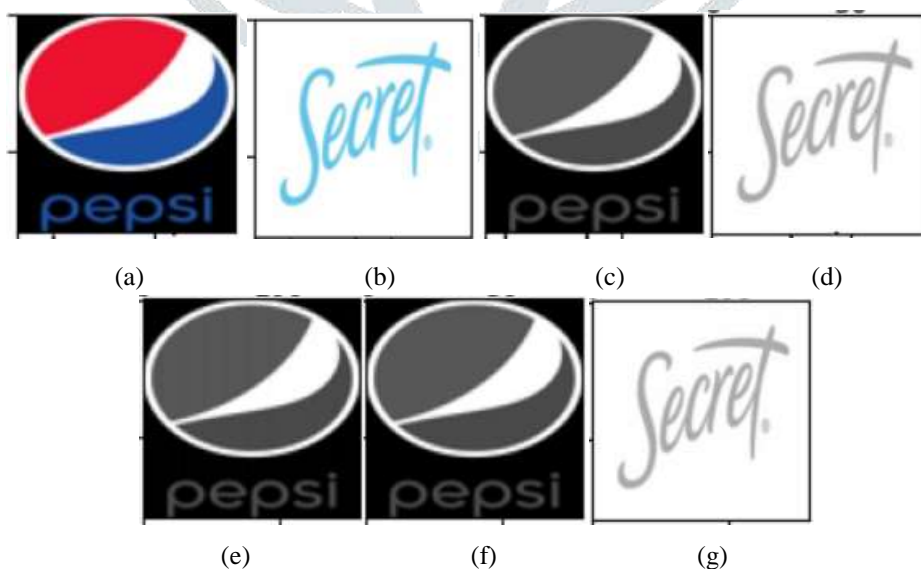 Secret
Secret
pepsi
pepsi
(a)
(b)
(c)
(d)
Secret
pepsi
pepsi
(e)
(f)
(g)